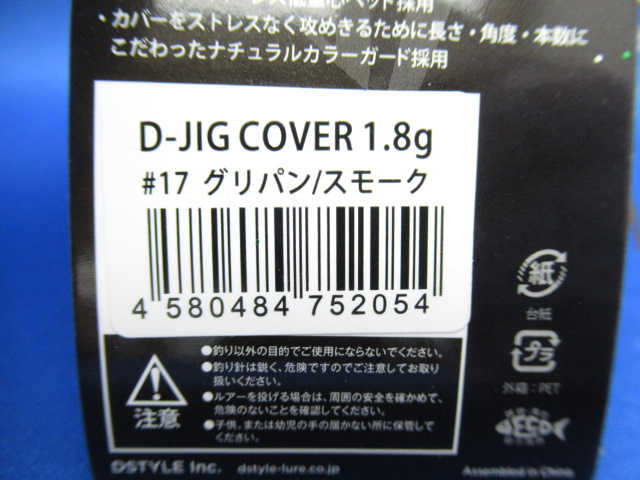 ・カバーをストレスなく攻めきるために長さ・角度・本数に
こだわったナチュラルカラーガード採用
D-JIG COVER 1.8g
#17 グリパン/スモーク
4 580484 752054
●釣り以外の目的でご使用にならないでください。
●釣り針は鋭く、危険ですのでご注意してお取り
扱いください。
●ルアーを投げる場合は、周囲の安全を確かめて、
危険のないことを確認してください。
●子供、または幼児の手の届かない所に保管して
ください。
注意
紙
台紙
プラ
外箱:PET
DSTYLE Inc. dstyle-lure.co.jp
Assembled in China